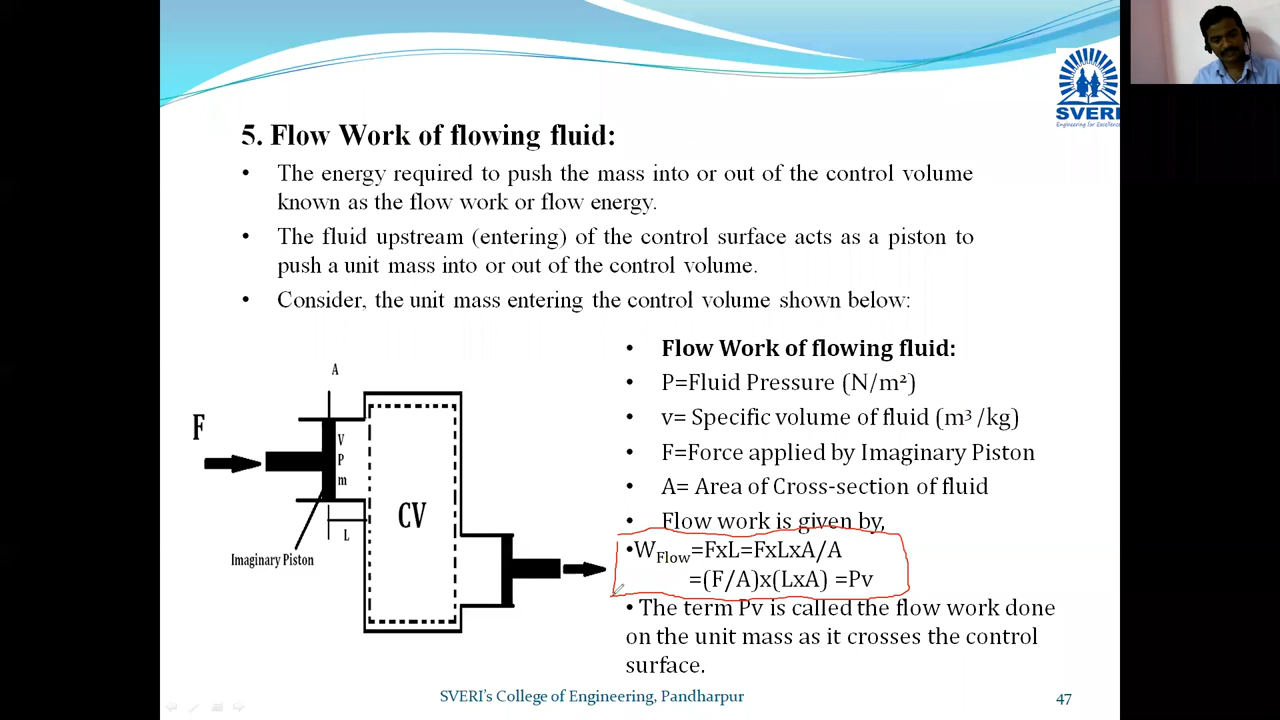 SVERI
Engineering for Excellence
5. Flow Work of flowing fluid:
• The energy required to push the mass into or out of the control volume
known as the flow work or flow energy.
• The fluid upstream (entering) of the control surface acts as a piston to
push a unit mass into or out of the control volume.
• Consider, the unit mass entering the control volume shown below:
A
F
V
P
m
L
CV
Imaginary Piston
• Flow Work of flowing fluid:
• P=Fluid Pressure (N/m²)
• v= Specific volume of fluid (m³ /kg)
• F=Force applied by Imaginary Piston
• A= Area of Cross-section of fluid
• Flow work is given by,
•WFlow=FxL=FxLxA/A
=(F/A)x(LxA) =Pv
• The term Pv is called the flow work done
on the unit mass as it crosses the control
surface.
SVERI's College of Engineering, Pandharpur
47